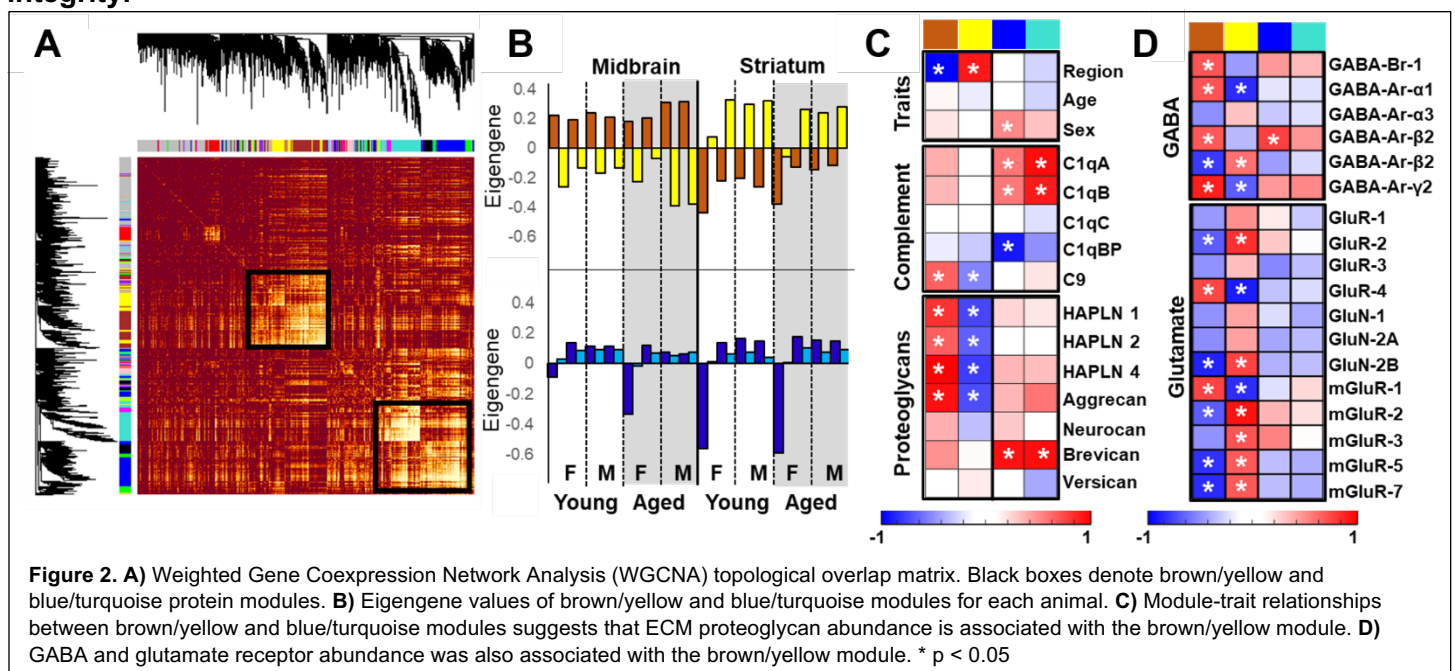 integrity.
A
B
C
D
Midbrain Striatum
Eigengene
0.4
0.2
0
-0.2
-0.4
-0.6
Eigengene
0.4
0.2
0
-0.2
-0.4
-0.6
F M F M F M F M
Young Aged Young Aged
Traits
Region
Age
Sex
Complement
C1qA
C1qB
C1qC
C1qBP
C9
Proteoglycans
HAPLN 1
HAPLN 2
HAPLN 4
Aggrecan
Neurocan
Brevican
Versican
-1 1
GABA
GABA-Br-1
GABA-Ar-α1
GABA-Ar-α3
GABA-Ar-β2
GABA-Ar-β2
GABA-Ar-γ2
Glutamate
GluR-1
GluR-2
GluR-3
GluR-4
GluN-1
GluN-2A
GluN-2B
mGluR-1
mGluR-2
mGluR-3
mGluR-5
mGluR-7
-1 1
Figure 2. A) Weighted Gene Coexpression Network Analysis (WGCNA) topological overlap matrix. Black boxes denote brown/yellow and
blue/turquoise protein modules. B) Eigengene values of brown/yellow and blue/turquoise modules for each animal. C) Module-trait relationships
between brown/yellow and blue/turquoise modules suggests that ECM proteoglycan abundance is associated with the brown/yellow module. D)
GABA and glutamate receptor abundance was also associated with the brown/yellow module. * p < 0.05